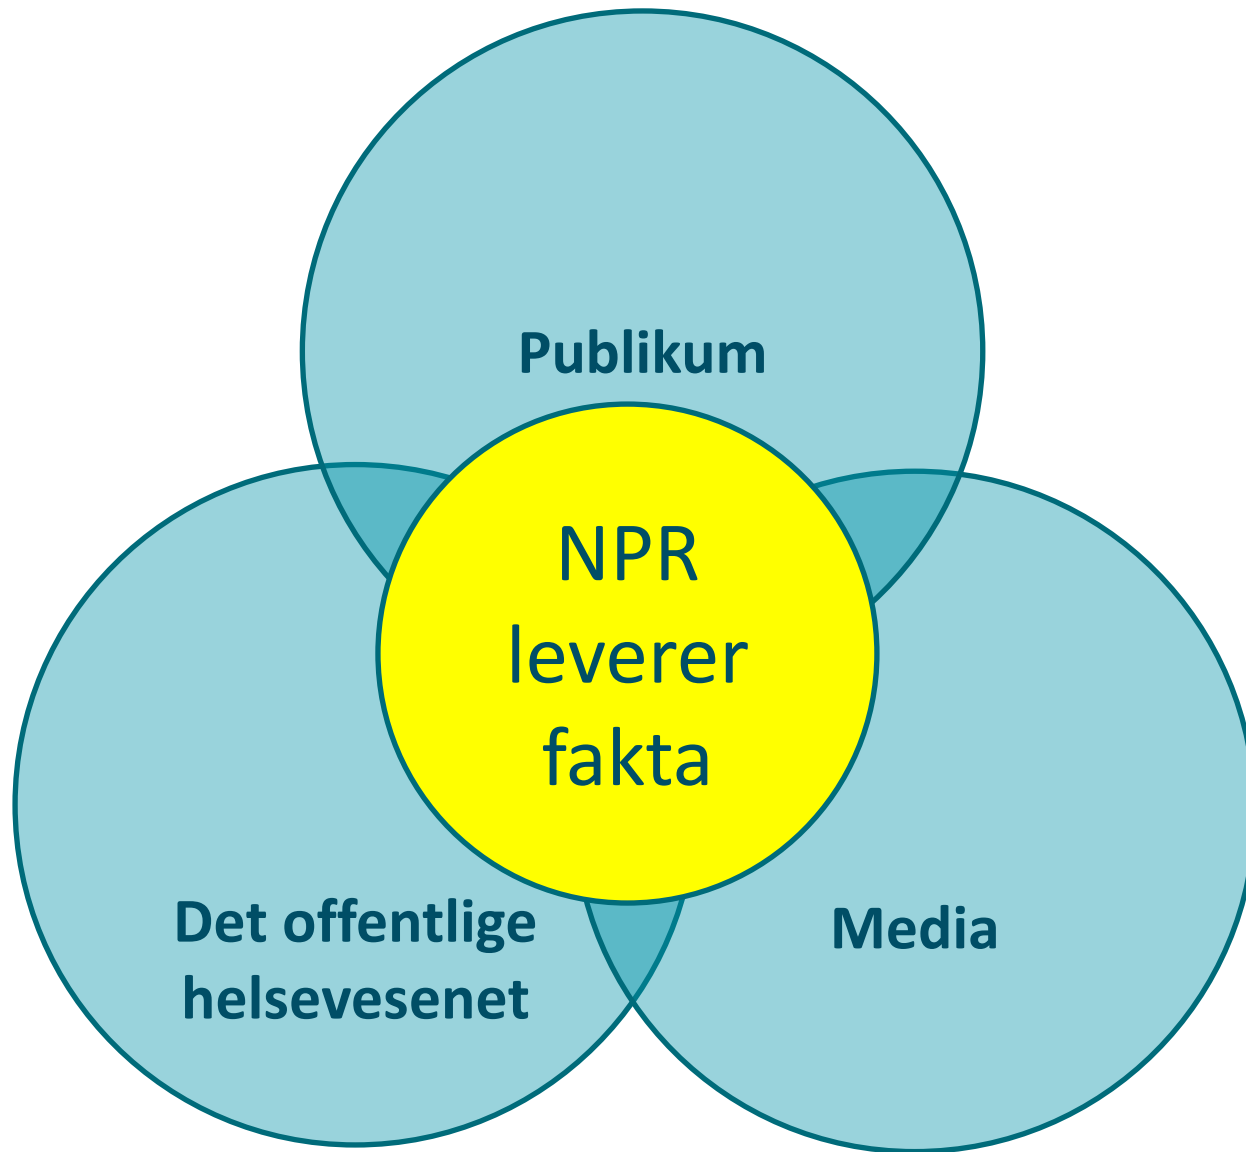 Publikum
NPR
leverer
fakta
Det offentlige
helsevesenet
Media